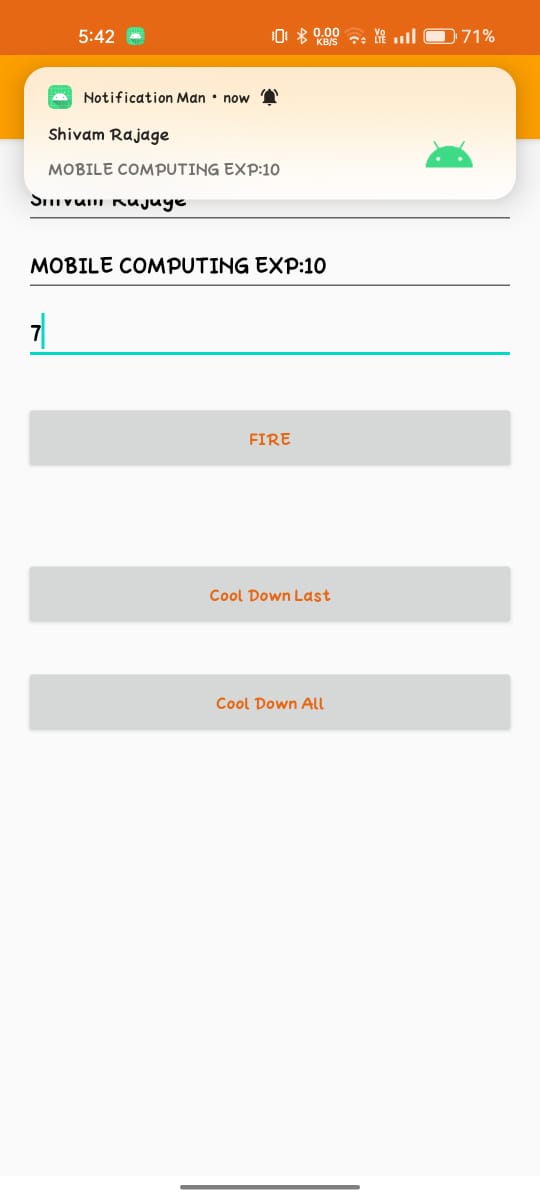 5:42 0.00 KB/S Vo LTE 71%
Notification Man • now
Shivam Rajage
MOBILE COMPUTING EXP:10
Shivam Rajage
MOBILE COMPUTING EXP:10
7
FIRE
Cool Down Last
Cool Down All